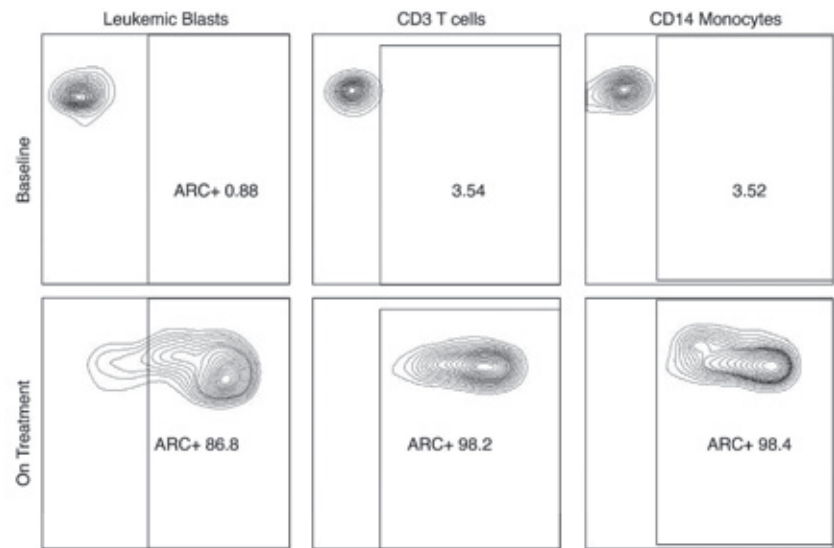 Leukemic Blasts CD3 T cells CD14 Monocytes
Baseline
ARC+ 0.88 3.54 3.52
On Treatment
ARC+ 86.8 ARC+ 98.2 ARC+ 98.4